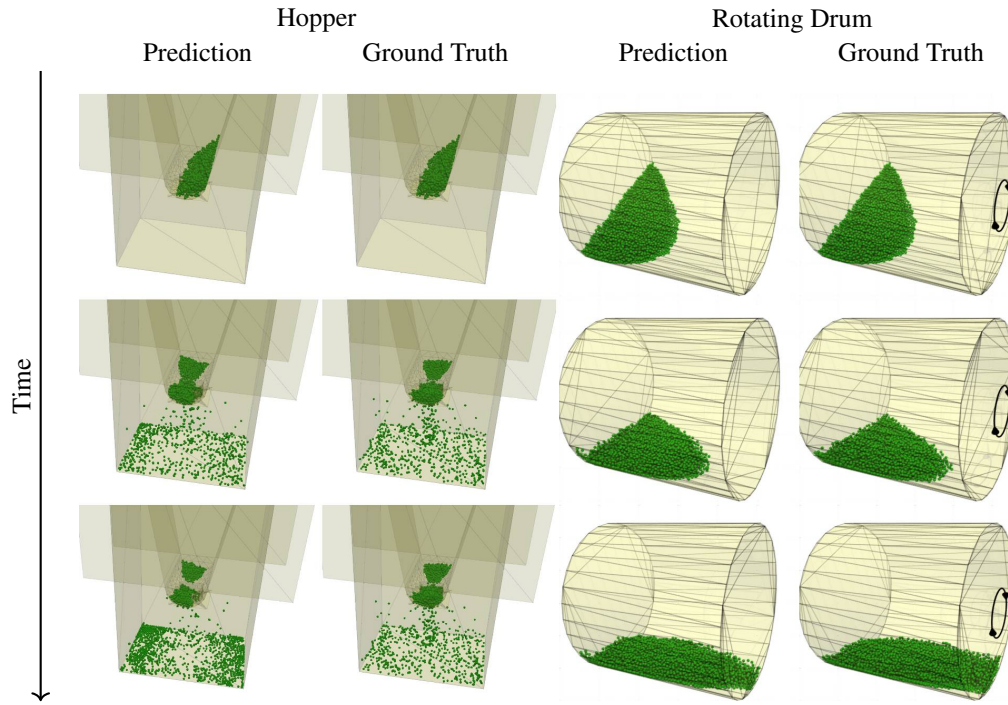 Hopper
Rotating Drum
Prediction
Ground Truth
Prediction
Ground Truth
Time